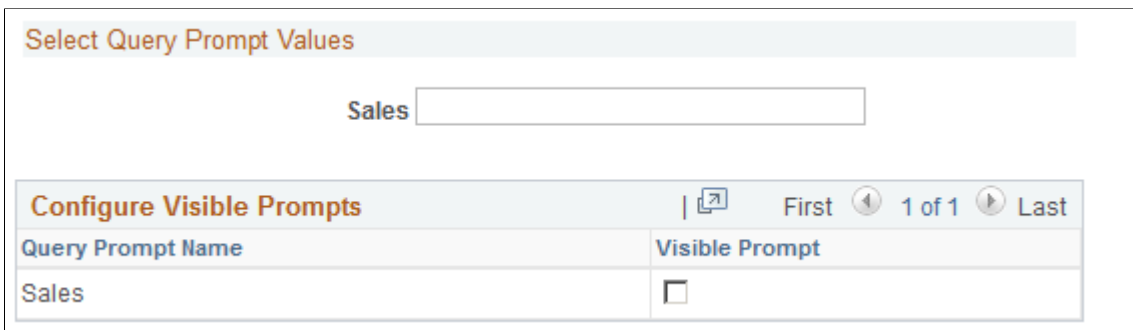 Select Query Prompt Values
Sales
Configure Visible Prompts | First 1 of 1 Last
Query Prompt Name Visible Prompt
Sales